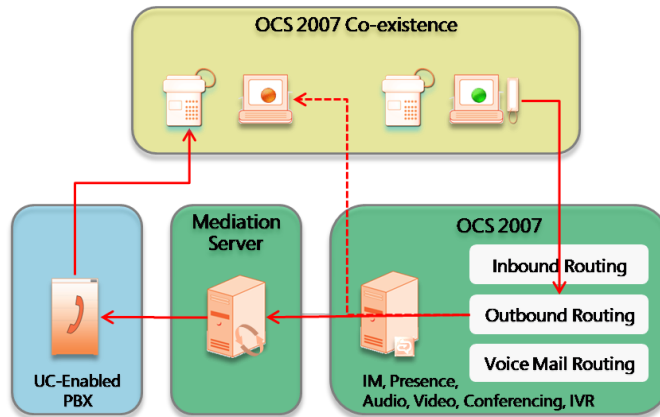 OCS 2007 Co-existence
Mediation
Server
OCS 2007
Inbound Routing
Outbound Routing
Voice Mail Routing
UC-Enabled
PBX
IM, Presence,
Audio, Video, Conferencing, IVR